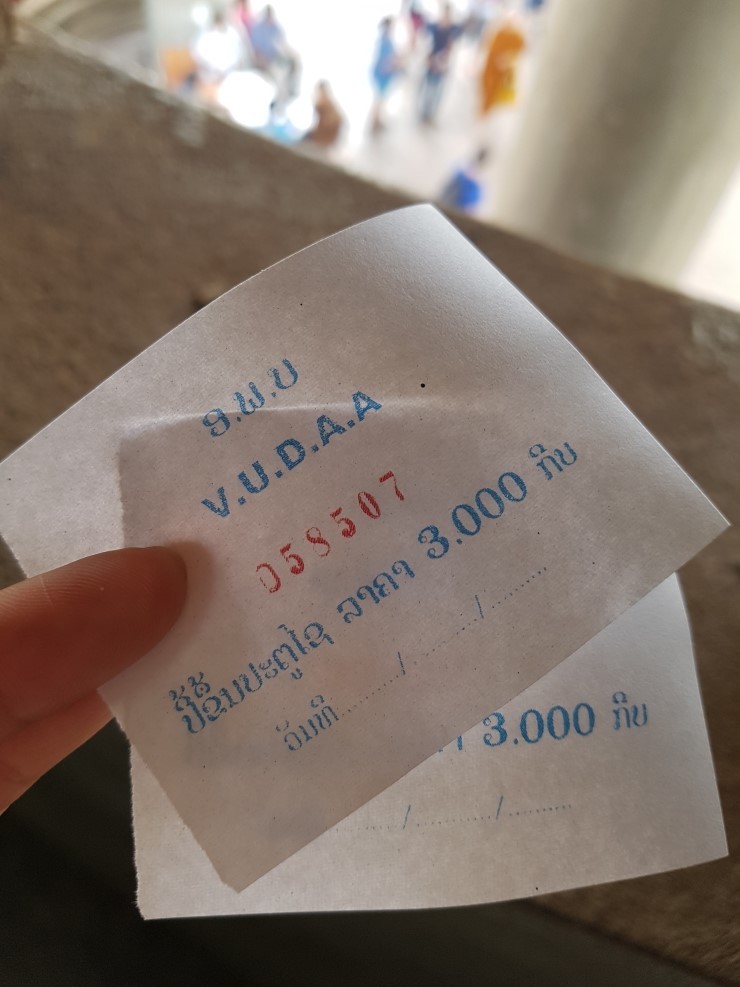 ອ.ພ.ບ
V.U.D.A.A
058507
ປີ້ຂຶ້ນປະຕູໄຊ ລາຄາ 3.000 ກີບ
ວັນທີ............/............/............
3.000 ກີບ
............/............/............